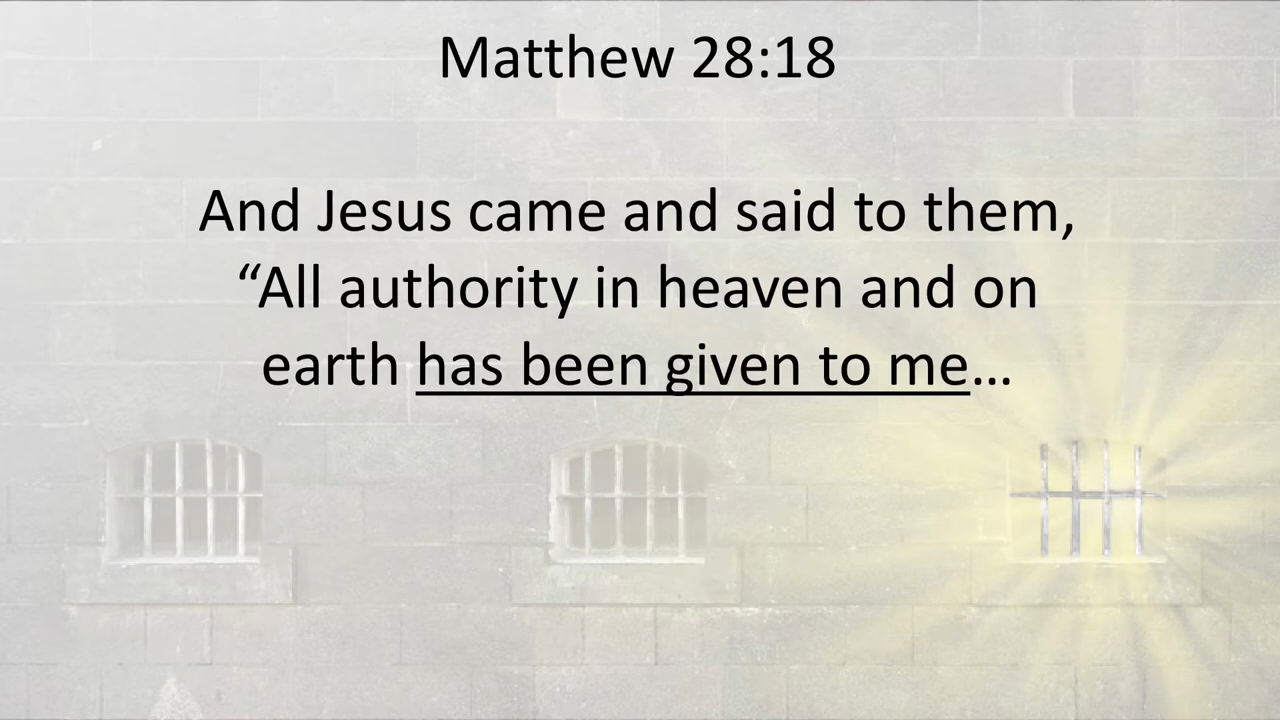 Matthew 28:18
And Jesus came and said to them,
“All authority in heaven and on
earth has been given to me…